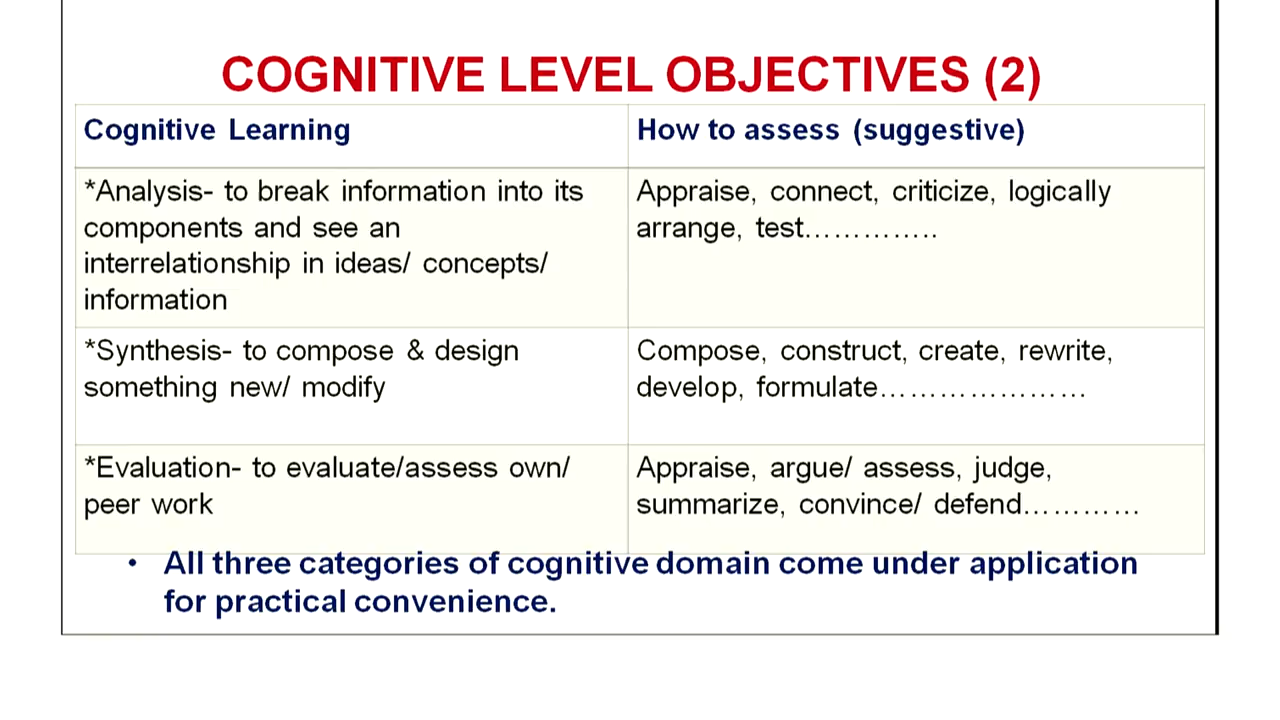 COGNITIVE LEVEL OBJECTIVES (2)
Cognitive Learning
How to assess (suggestive)
*Analysis- to break information into its
components and see an
interrelationship in ideas/ concepts/
information
Appraise, connect, criticize, logically
arrange, test…………..
*Synthesis- to compose & design
something new/ modify
Compose, construct, create, rewrite,
develop, formulate…………………
*Evaluation- to evaluate/assess own/
peer work
Appraise, argue/ assess, judge,
summarize, convince/ defend…………
• All three categories of cognitive domain come under application
for practical convenience.